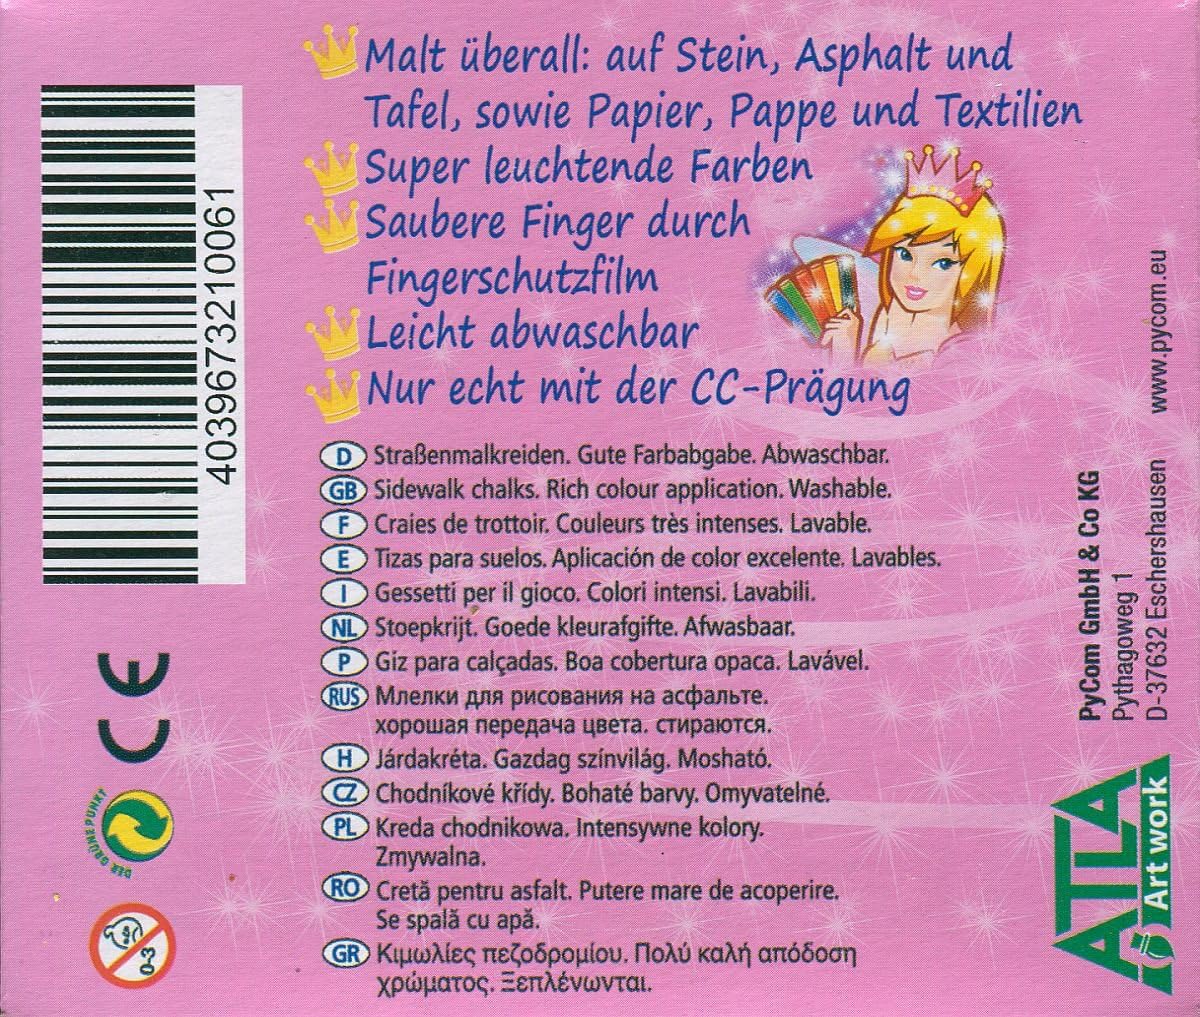 Malt überall: auf Stein, Asphalt und
Tafel, sowie Papier, Pappe und Textilien
Super leuchtende Farben
Saubere Finger durch
Fingerschutzfilm
Leicht abwaschbar
Nur echt mit der CC-Prägung
D Straßenmalkreiden. Gute Farbabgabe. Abwaschbar.
GB Sidewalk chalks. Rich colour application. Washable.
F Craies de trottoir. Couleurs très intenses. Lavable.
E Tizas para suelos. Aplicación de color excelente. Lavables.
I Gessetti per il gioco. Colori intensi. Lavabili.
NL Stoepkrijt. Goede kleurafgifte. Afwasbaar.
P Giz para calçadas. Boa cobertura opaca. Lavável.
RUS Млелки для рисования на асфальте.
хорошая передача цвета. стираются.
H Járdakréta. Gazdag színvilág. Mosható.
CZ Chodníkové křídy. Bohaté barvy. Omyvatelné.
PL Kreda chodnikowa. Intensywne kolory.
Zmywalna.
RO Cretă pentru asfalt. Putere mare de acoperire.
Se spală cu apă.
GR Κιμωλίες πεζοδρομίου. Πολύ καλή απόδοση
χρώματος. Ξεπλένωνται.
4039673210061
CE
DER GRÜNE PUNKT
0-3
PyCom GmbH & Co KG
Pythagoweg 1
D-37632 Eschershausen
www.pycom.eu
ATLA
Art work